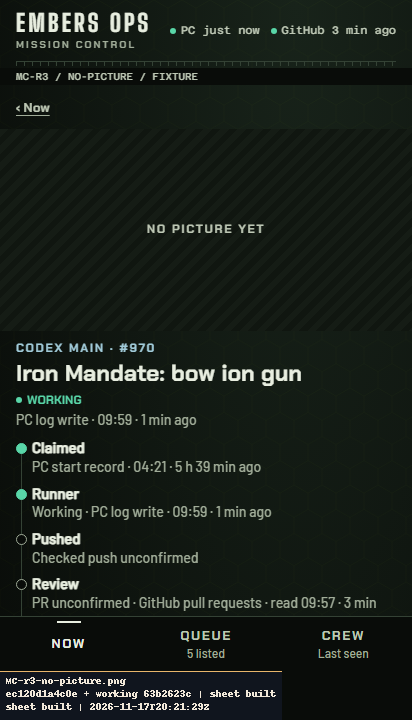 EMBERS OPS
MISSION CONTROL
PC just now GitHub 3 min ago
MC-R3 / NO-PICTURE / FIXTURE
‹ Now
NO PICTURE YET
CODEX MAIN · #970
Iron Mandate: bow ion gun
WORKING
PC log write · 09:59 · 1 min ago
Claimed
PC start record · 04:21 · 5 h 39 min ago
Runner
Working · PC log write · 09:59 · 1 min ago
Pushed
Checked push unconfirmed
Review
PR unconfirmed · GitHub pull requests · read 09:57 · 3 min
NOW
QUEUE
5 listed
CREW
Last seen
MC-r3-no-picture.png
ec120d1a4c0e + working 63b2623c | sheet built
sheet built | 2026-11-17r20:21:29z